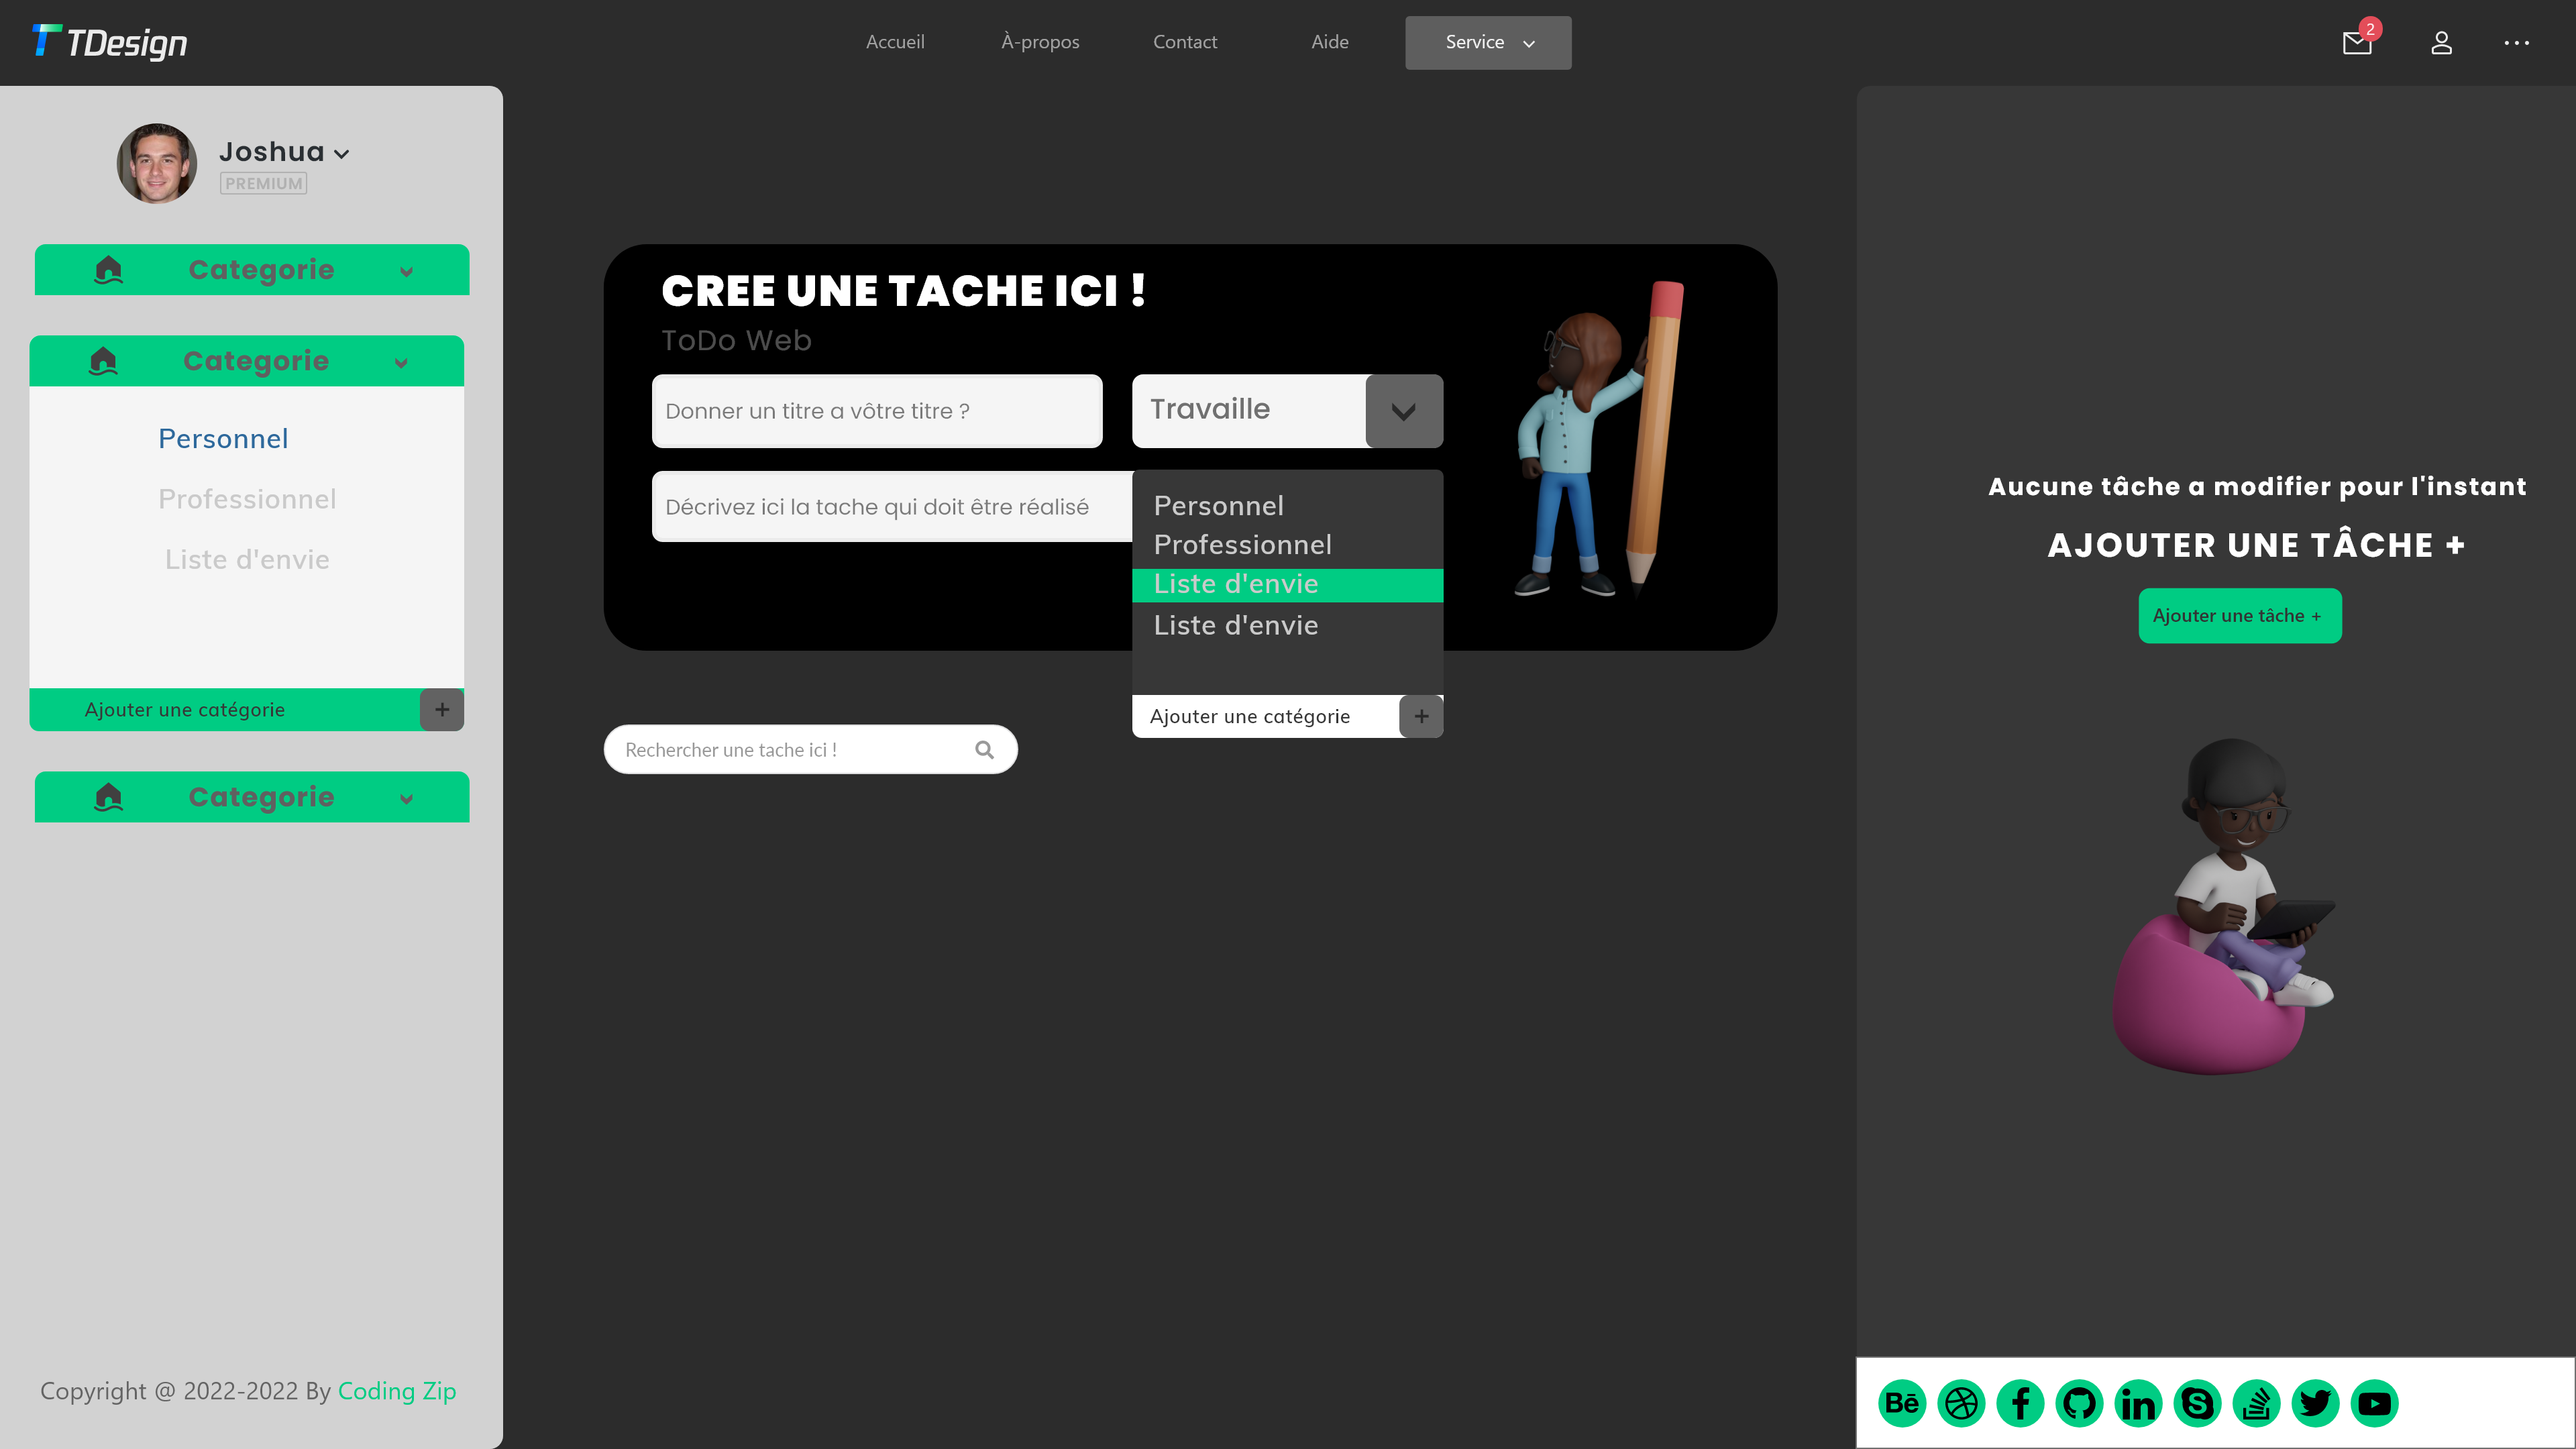 TDesign
Accueil
À-propos
Contact
Aide
Service
2
Joshua
PREMIUM
Categorie
Categorie
Personnel
Professionnel
Liste d'envie
Ajouter une catégorie
+
Categorie
Copyright @ 2022-2022 By Coding Zip
CREE UNE TACHE ICI !
ToDo Web
Donner un titre a vôtre titre ?
Travaille
Décrivez ici la tache qui doit être réalisé
Personnel
Professionnel
Liste d'envie
Liste d'envie
Ajouter une catégorie
+
Rechercher une tache ici !
Aucune tâche a modifier pour l'instant
AJOUTER UNE TÂCHE +
Ajouter une tâche +
Bē
f
in
S